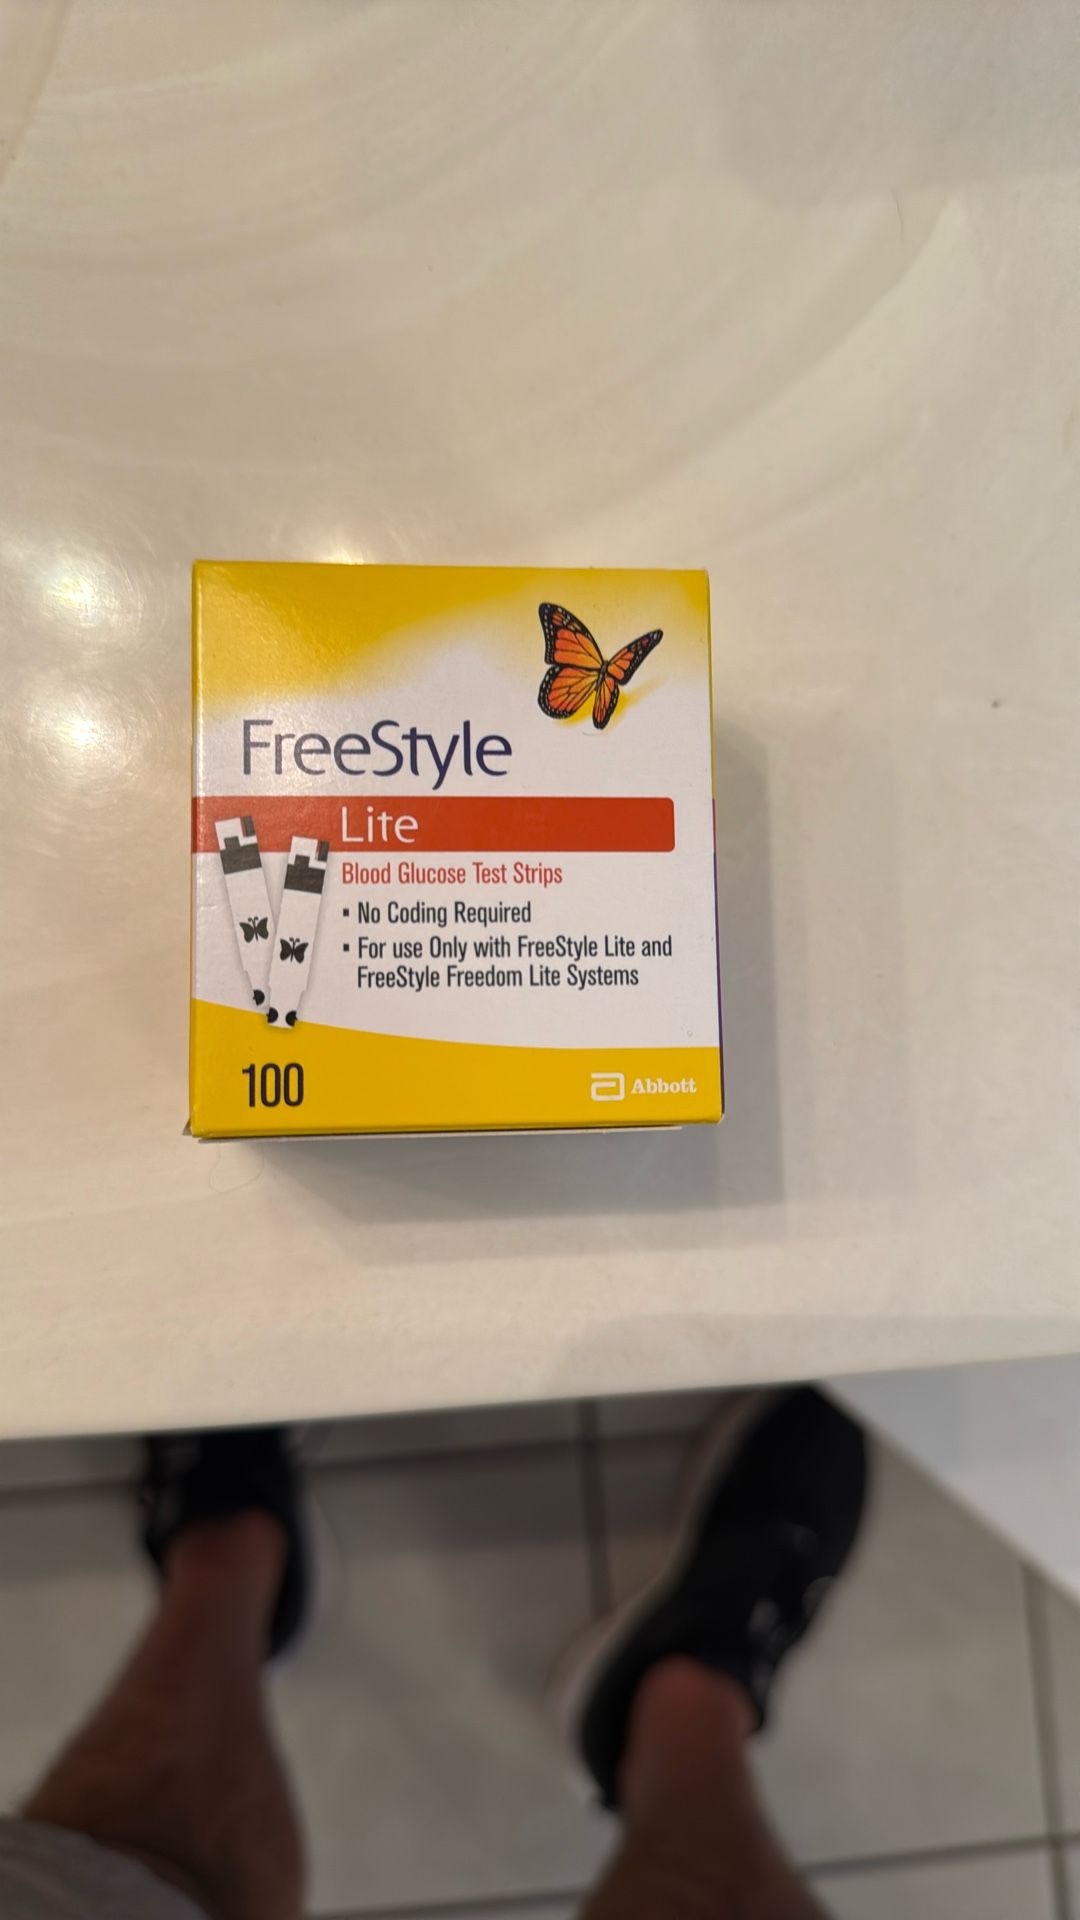 FreeStyle
Lite
Blood Glucose Test Strips
▪ No Coding Required
▪ For use Only with FreeStyle Lite and
FreeStyle Freedom Lite Systems
100
Abbott